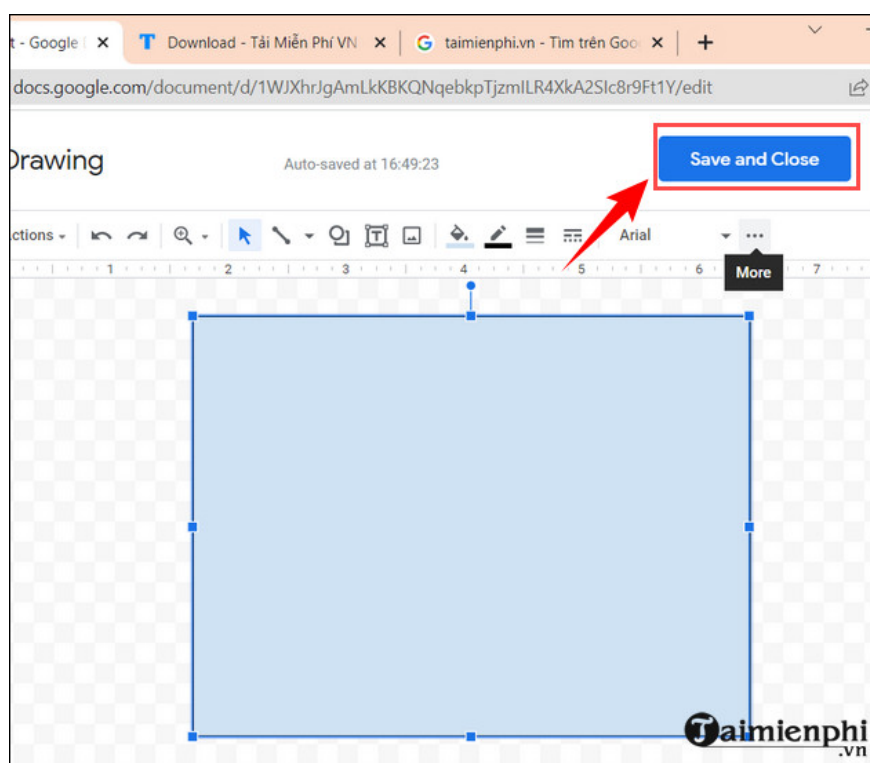 t - Google
Download - Tải Miễn Phí VN
taimienphi.vn - Tìm trên Goo
docs.google.com/document/d/1WJXhrJgAmLkKBKQNqebkpTjzmILR4XkA2SIc8r9Ft1Y/edit
Drawing
Auto-saved at 16:49:23
Save and Close
ctions
Arial
1 2 3 4 5 6 7
More
Taimienphi
.vn